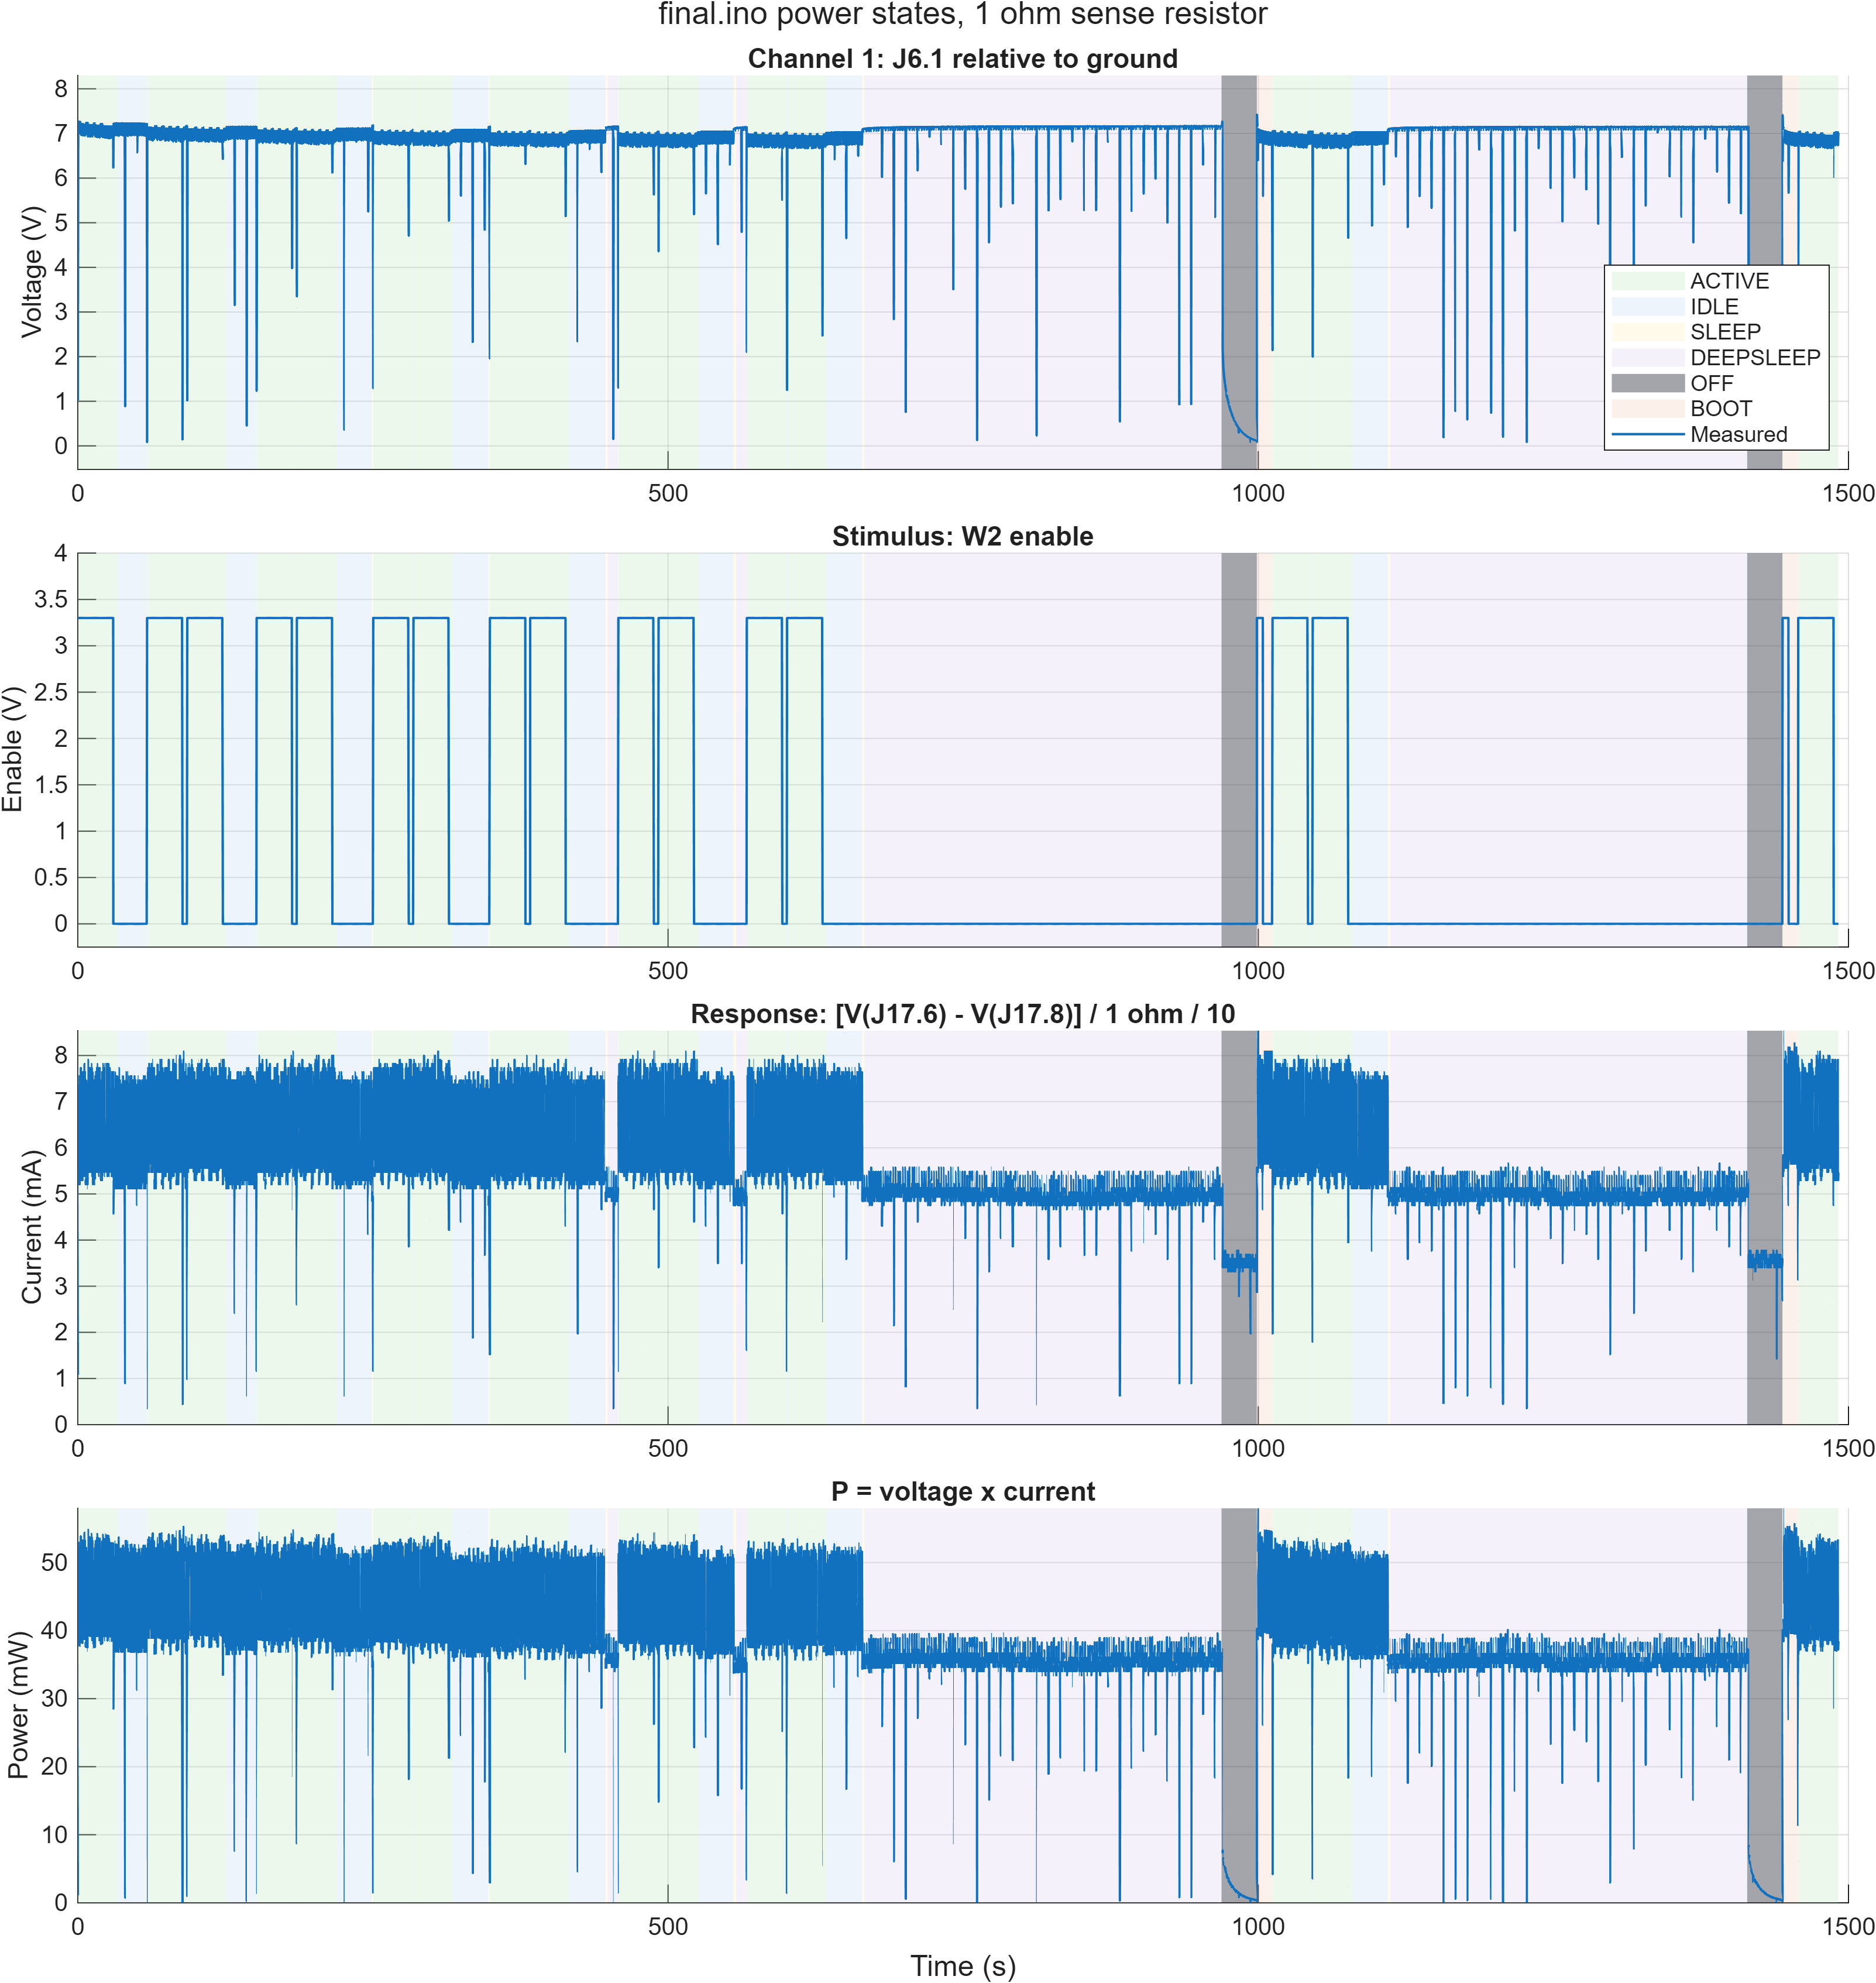 final.ino power states, 1 ohm sense resistor
Channel 1: J6.1 relative to ground
Voltage (V)
8
7
6
5
4
3
2
1
0
0 500 1000 1500
ACTIVE
IDLE
SLEEP
DEEPSLEEP
OFF
BOOT
Measured
Stimulus: W2 enable
Enable (V)
4
3.5
3
2.5
2
1.5
1
0.5
0
0 500 1000 1500
Response: [V(J17.6) - V(J17.8)] / 1 ohm / 10
Current (mA)
8
7
6
5
4
3
2
1
0
0 500 1000 1500
P = voltage x current
Power (mW)
50
40
30
20
10
0
0 500 1000 1500
Time (s)